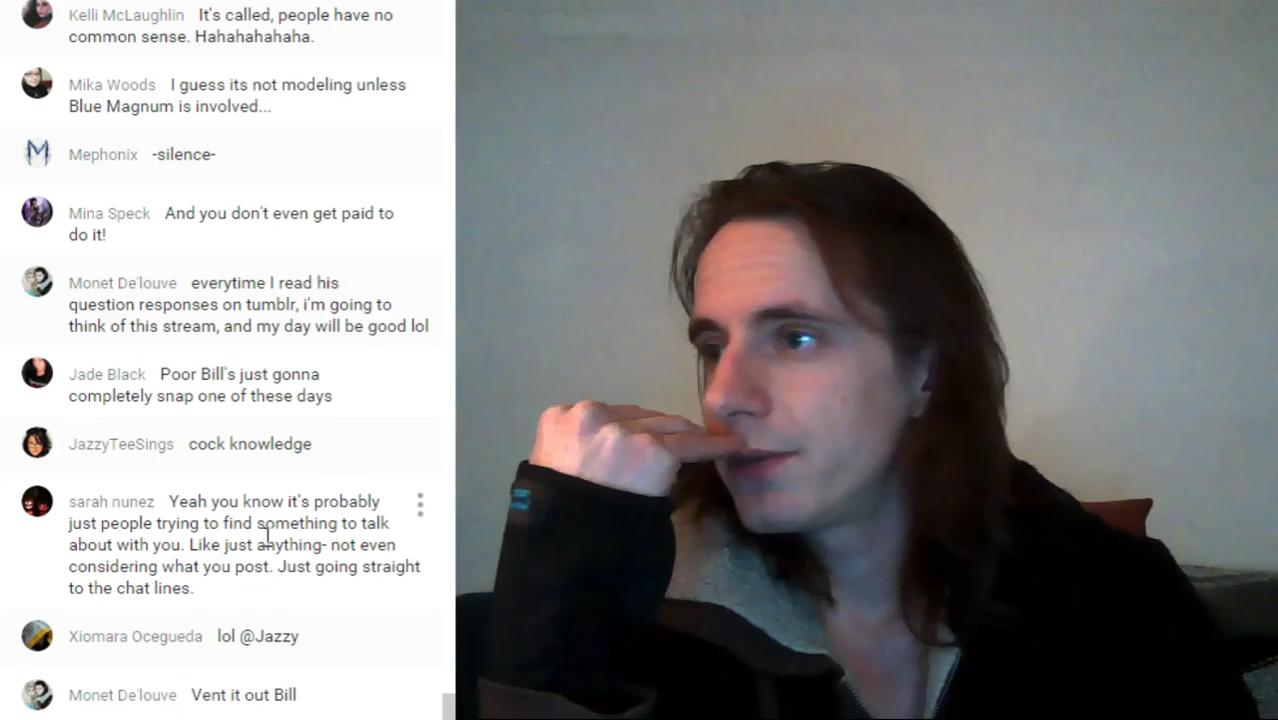 Kelli McLaughlin It's called, people have no
common sense. Hahahahahaha.
Mika Woods I guess its not modeling unless
Blue Magnum is involved...
M
Mephonix -silence-
Mina Speck And you don't even get paid to
do it!
Monet De'louve everytime I read his
question responses on tumblr, i'm going to
think of this stream, and my day will be good lol
Jade Black Poor Bill's just gonna
completely snap one of these days
JazzyTeeSings cock knowledge
sarah nunez Yeah you know it's probably
just people trying to find something to talk
about with you. Like just anything- not even
considering what you post. Just going straight
to the chat lines.
Xiomara Ocegueda lol @Jazzy
Monet De'louve Vent it out Bill